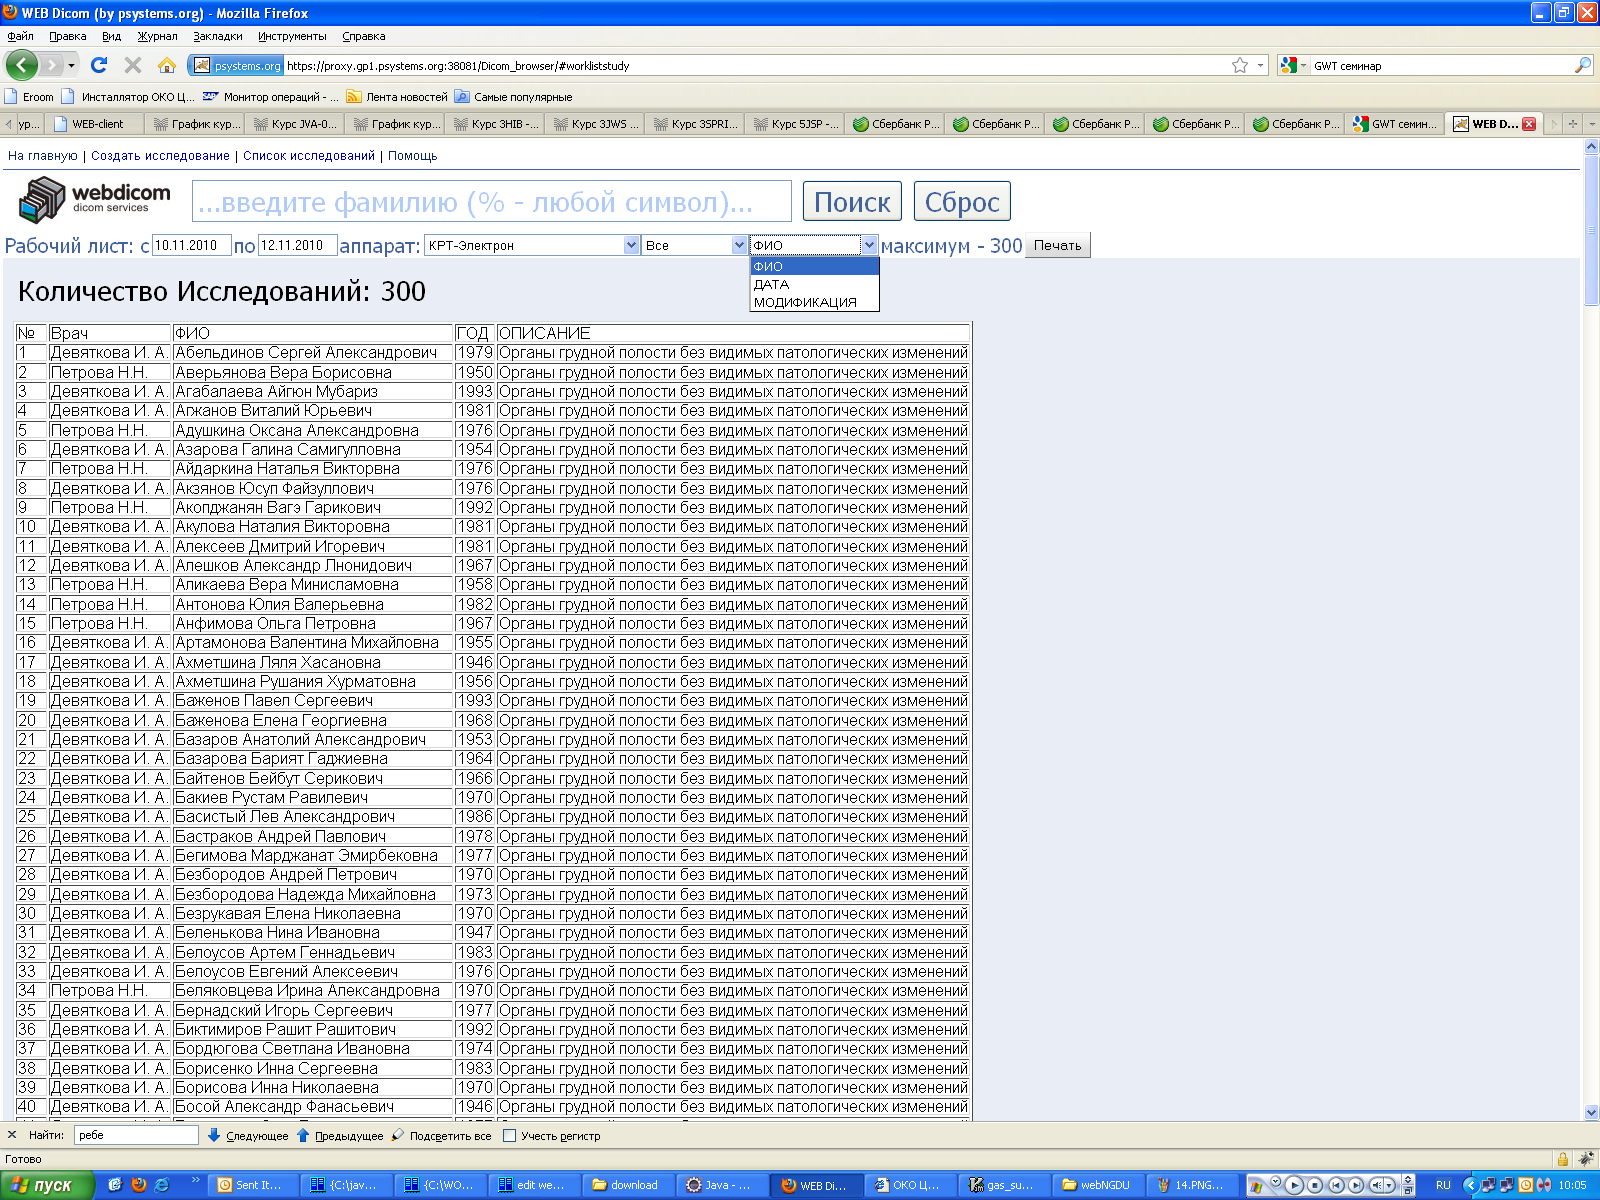 WEB Dicom (by psystems.org) - Mozilla Firefox
Файл Правка Вид Журнал Закладки Инструменты Справка
psystems.org https://proxy.gp1.psystems.org:38081/Dicom_browser/#workliststudy GWT семинар
Eroom Инсталлятор ОКО Ц... Монитор операций - ... Лента новостей Самые популярные
ур... WEB-client График кур... Курс JVA-0... График кур... Курс 3HIB -... Курс 3JWS ... Курс 3SPRI... Курс 5JSP -... Сбербанк Р... Сбербанк Р... Сбербанк Р... Сбербанк Р... Сбербанк Р... GWT семин... WEB D...
На главную | Создать исследование | Список исследований | Помощь
webdicom
dicom services
...введите фамилию (% - любой символ)... Поиск Сброс
Рабочий лист: с 10.11.2010 по 12.11.2010 аппарат: КРТ-Электрон Все ФИО максимум - 300 Печать
ФИО
ДАТА
МОДИФИКАЦИЯ
Количество Исследований: 300
№ Врач ФИО ГОД ОПИСАНИЕ
1 Девяткова И. А. Абельдинов Сергей Александрович 1979 Органы грудной полости без видимых патологических изменений
2 Петрова Н.Н. Аверьянова Вера Борисовна 1950 Органы грудной полости без видимых патологических изменений
3 Девяткова И. А. Агабалаева Айгюн Мубариз 1993 Органы грудной полости без видимых патологических изменений
4 Девяткова И. А. Агжанов Виталий Юрьевич 1981 Органы грудной полости без видимых патологических изменений
5 Петрова Н.Н. Адушкина Оксана Александровна 1976 Органы грудной полости без видимых патологических изменений
6 Девяткова И. А. Азарова Галина Самигулловна 1954 Органы грудной полости без видимых патологических изменений
7 Петрова Н.Н. Айдаркина Наталья Викторвна 1976 Органы грудной полости без видимых патологических изменений
8 Девяткова И. А. Акзянов Юсуп Файзуллович 1976 Органы грудной полости без видимых патологических изменений
9 Петрова Н.Н. Акопджанян Вагэ Гарикович 1992 Органы грудной полости без видимых патологических изменений
10 Девяткова И. А. Акулова Наталия Викторовна 1981 Органы грудной полости без видимых патологических изменений
11 Девяткова И. А. Алексеев Дмитрий Игоревич 1981 Органы грудной полости без видимых патологических изменений
12 Девяткова И. А. Алешков Александр Лнонидович 1967 Органы грудной полости без видимых патологических изменений
13 Петрова Н.Н. Аликаева Вера Минисламовна 1958 Органы грудной полости без видимых патологических изменений
14 Петрова Н.Н. Антонова Юлия Валерьевна 1982 Органы грудной полости без видимых патологических изменений
15 Петрова Н.Н. Анфимова Ольга Петровна 1967 Органы грудной полости без видимых патологических изменений
16 Девяткова И. А. Артамонова Валентина Михайловна 1955 Органы грудной полости без видимых патологических изменений
17 Девяткова И. А. Ахметшина Ляля Хасановна 1946 Органы грудной полости без видимых патологических изменений
18 Девяткова И. А. Ахметшина Рушания Хурматовна 1956 Органы грудной полости без видимых патологических изменений
19 Девяткова И. А. Баженов Павел Сергеевич 1993 Органы грудной полости без видимых патологических изменений
20 Девяткова И. А. Баженова Елена Георгиевна 1968 Органы грудной полости без видимых патологических изменений
21 Девяткова И. А. Базаров Анатолий Александрович 1953 Органы грудной полости без видимых патологических изменений
22 Девяткова И. А. Базарова Барият Гаджиевна 1964 Органы грудной полости без видимых патологических изменений
23 Девяткова И. А. Байтенов Бейбут Серикович 1966 Органы грудной полости без видимых патологических изменений
24 Девяткова И. А. Бакиев Рустам Равилевич 1970 Органы грудной полости без видимых патологических изменений
25 Девяткова И. А. Басистый Лев Александрович 1986 Органы грудной полости без видимых патологических изменений
26 Девяткова И. А. Бастраков Андрей Павлович 1978 Органы грудной полости без видимых патологических изменений
27 Девяткова И. А. Бегимова Марджанат Эмирбековна 1977 Органы грудной полости без видимых патологических изменений
28 Девяткова И. А. Безбородов Андрей Петрович 1970 Органы грудной полости без видимых патологических изменений
29 Девяткова И. А. Безбородова Надежда Михайловна 1973 Органы грудной полости без видимых патологических изменений
30 Девяткова И. А. Безрукавая Елена Николаевна 1970 Органы грудной полости без видимых патологических изменений
31 Девяткова И. А. Беленькова Нина Ивановна 1947 Органы грудной полости без видимых патологических изменений
32 Девяткова И. А. Белоусов Артем Геннадьевич 1983 Органы грудной полости без видимых патологических изменений
33 Девяткова И. А. Белоусов Евгений Алексеевич 1976 Органы грудной полости без видимых патологических изменений
34 Петрова Н.Н. Беляковцева Ирина Александровна 1970 Органы грудной полости без видимых патологических изменений
35 Девяткова И. А. Бернадский Игорь Сергеевич 1977 Органы грудной полости без видимых патологических изменений
36 Девяткова И. А. Биктимиров Рашит Рашитович 1992 Органы грудной полости без видимых патологических изменений
37 Девяткова И. А. Бордюгова Светлана Ивановна 1974 Органы грудной полости без видимых патологических изменений
38 Девяткова И. А. Борисенко Инна Сергеевна 1983 Органы грудной полости без видимых патологических изменений
39 Девяткова И. А. Борисова Инна Николаевна 1970 Органы грудной полости без видимых патологических изменений
40 Девяткова И. А. Босой Александр Фанасьевич 1946 Органы грудной полости без видимых патологических изменений
Найти: ребе Следующее Предыдущее Подсветить все Учесть регистр
Готово
пуск Sent It... {C:\jav... {C:\WO... edit we... download Java - ... WEB Di... ОКО Ц... gas_su... webNGDU 14.PNG... RU 10:05